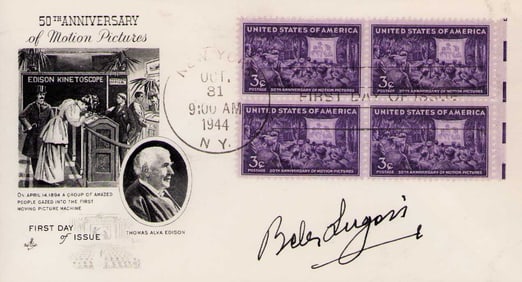 50TH ANNIVERSARY
of Motion Pictures
EDISON KINETOSCOPE
ON APRIL 14, 1894 A GROUP OF AMAZED
PEOPLE GAZED INTO THE FIRST
MOVING PICTURE MACHINE
FIRST DAY
of ISSUE
THOMAS ALVA EDISON
NEW YORK
OCT.
31
9:00 AM
1944
N.Y.
FIRST DAY OF ISSUE
UNITED STATES OF AMERICA
3¢
POSTAGE 50TH ANNIVERSARY OF MOTION PICTURES
UNITED STATES OF AMERICA
3¢
POSTAGE 50TH ANNIVERSARY OF MOTION PICTURES
UNITED STATES OF AMERICA
3¢
POSTAGE 50TH ANNIVERSARY OF MOTION PICTURES
UNITED STATES OF AMERICA
3¢
POSTAGE 50TH ANNIVERSARY OF MOTION PICTURES
Bela Lugosi